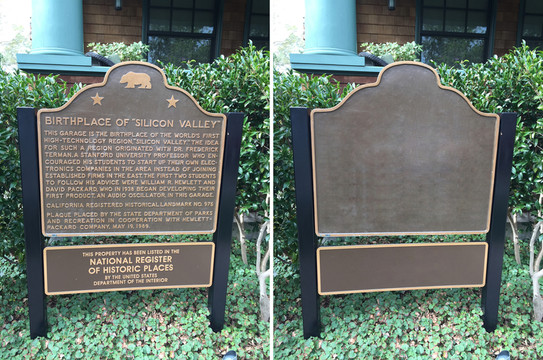 BIRTHPLACE OF "SILICON VALLEY"
THIS GARAGE IS THE BIRTHPLACE OF THE WORLD'S FIRST
HIGH-TECHNOLOGY REGION, "SILICON VALLEY." THE IDEA
FOR SUCH A REGION ORIGINATED WITH DR. FREDERICK
TERMAN, A STANFORD UNIVERSITY PROFESSOR WHO EN-
COURAGED HIS STUDENTS TO START UP THEIR OWN ELEC-
TRONICS COMPANIES IN THE AREA INSTEAD OF JOINING
ESTABLISHED FIRMS IN THE EAST. THE FIRST TWO STUDENTS
TO FOLLOW HIS ADVICE WERE WILLIAM R. HEWLETT AND
DAVID PACKARD, WHO IN 1938 BEGAN DEVELOPING THEIR
FIRST PRODUCT, AN AUDIO OSCILLATOR, IN THIS GARAGE.
CALIFORNIA REGISTERED HISTORICAL LANDMARK NO. 976
PLAQUE PLACED BY THE STATE DEPARTMENT OF PARKS
AND RECREATION IN COOPERATION WITH HEWLETT-
PACKARD COMPANY, MAY 19, 1989.
THIS PROPERTY HAS BEEN LISTED IN THE
NATIONAL REGISTER
OF HISTORIC PLACES
BY THE UNITED STATES
DEPARTMENT OF THE INTERIOR